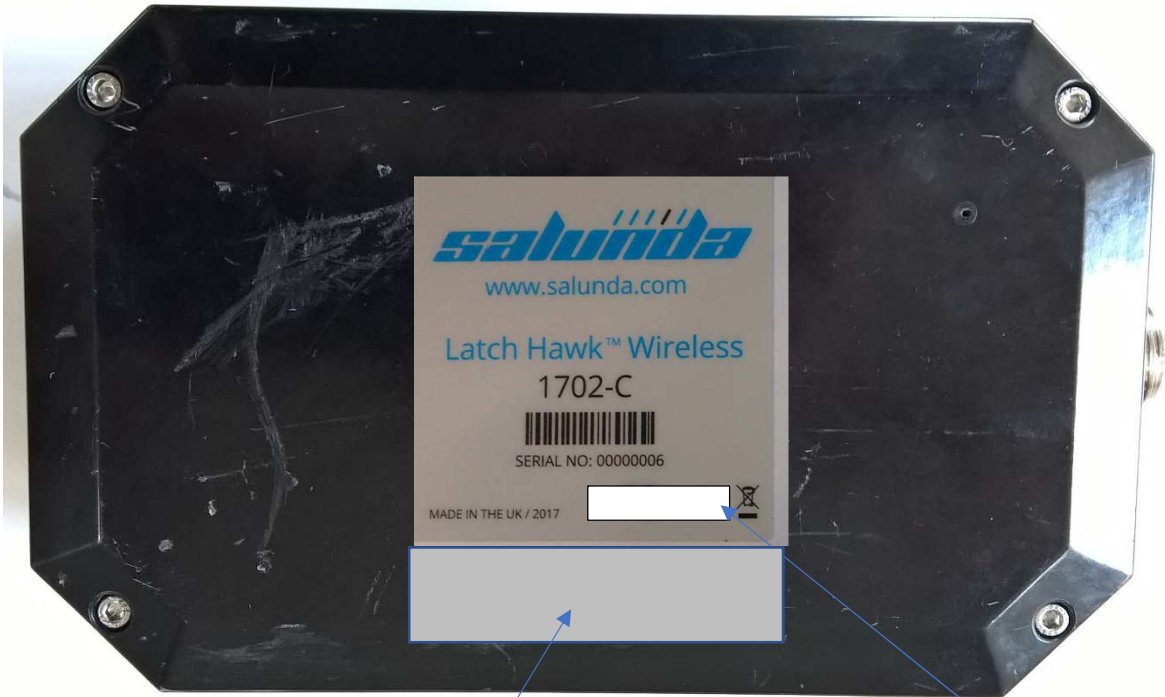 salunda
www.salunda.com
Latch Hawk™ Wireless
1702-C
SERIAL NO: 00000006
MADE IN THE UK / 2017